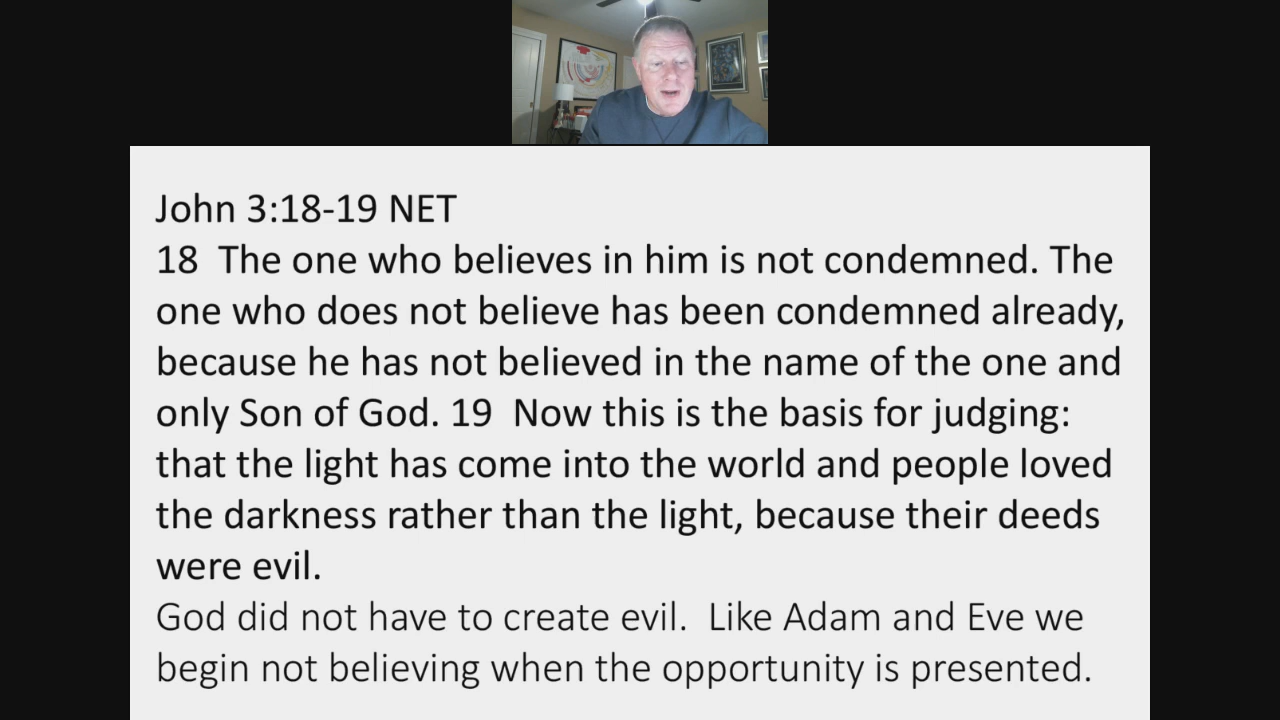 John 3:18-19 NET
18  The one who believes in him is not condemned. The
one who does not believe has been condemned already,
because he has not believed in the name of the one and
only Son of God. 19  Now this is the basis for judging:
that the light has come into the world and people loved
the darkness rather than the light, because their deeds
were evil.
God did not have to create evil.  Like Adam and Eve we
begin not believing when the opportunity is presented.